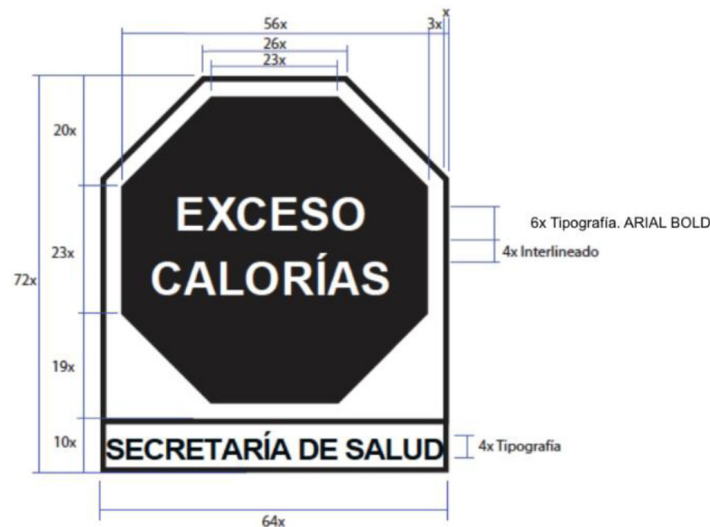 x
56x
3x
26x
23x
20x
EXCESO
6x Tipografía. ARIAL BOLD
23x
4x Interlineado
CALORÍAS
72x
19x
10x
SECRETARÍA DE SALUD
4x Tipografía
64x